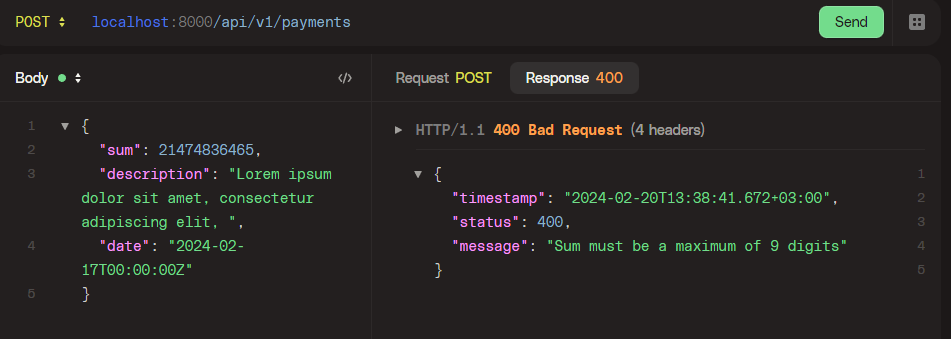 POST localhost:8000/api/v1/payments Send
Body </>
1 {
2 "sum": 21474836465,
3 "description": "Lorem ipsum
dolor sit amet, consectetur
adipiscing elit, ",
4 "date": "2024-02-
17T00:00:00Z"
5 }
Request POST Response 400
HTTP/1.1 400 Bad Request (4 headers)
{ 1
"timestamp": "2024-02-20T13:38:41.672+03:00", 2
"status": 400, 3
"message": "Sum must be a maximum of 9 digits" 4
} 5